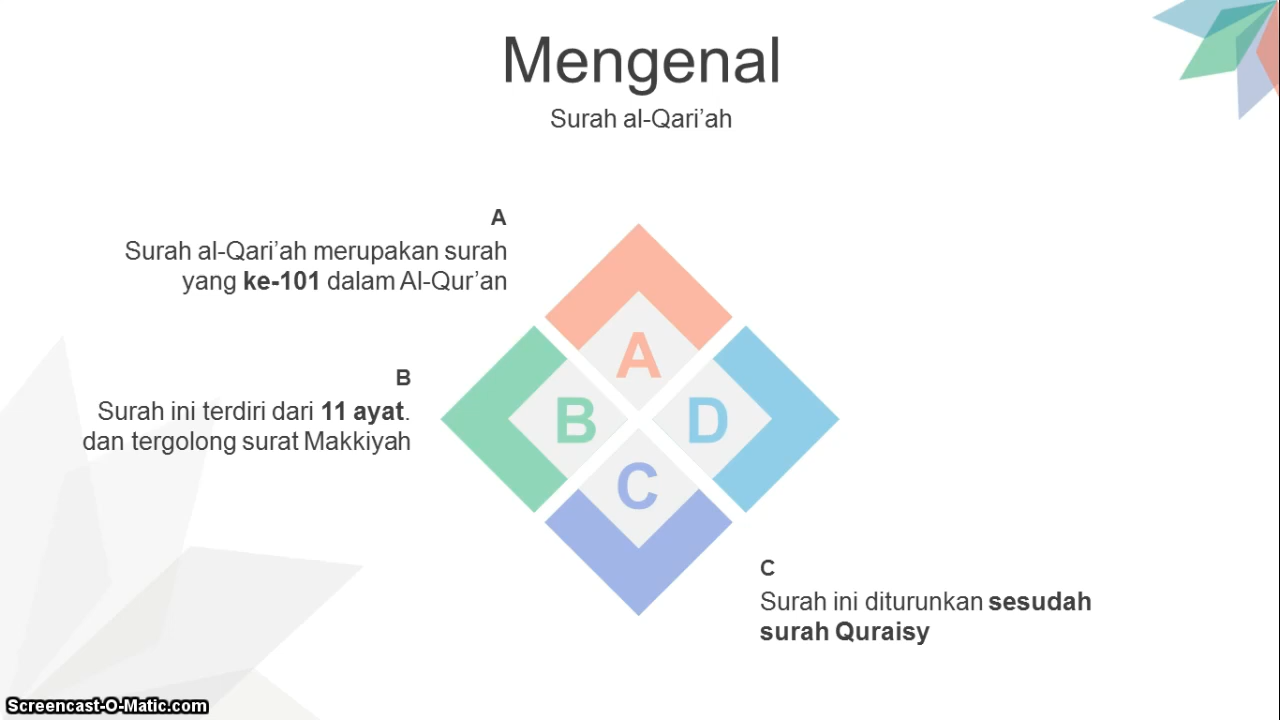 Mengenal
Surah al-Qari’ah
A
Surah al-Qari’ah merupakan surah
yang ke-101 dalam Al-Qur’an
B
Surah ini terdiri dari 11 ayat.
dan tergolong surat Makkiyah
A
B
D
C
C
Surah ini diturunkan sesudah
surah Quraisy
Screencast-O-Matic.com